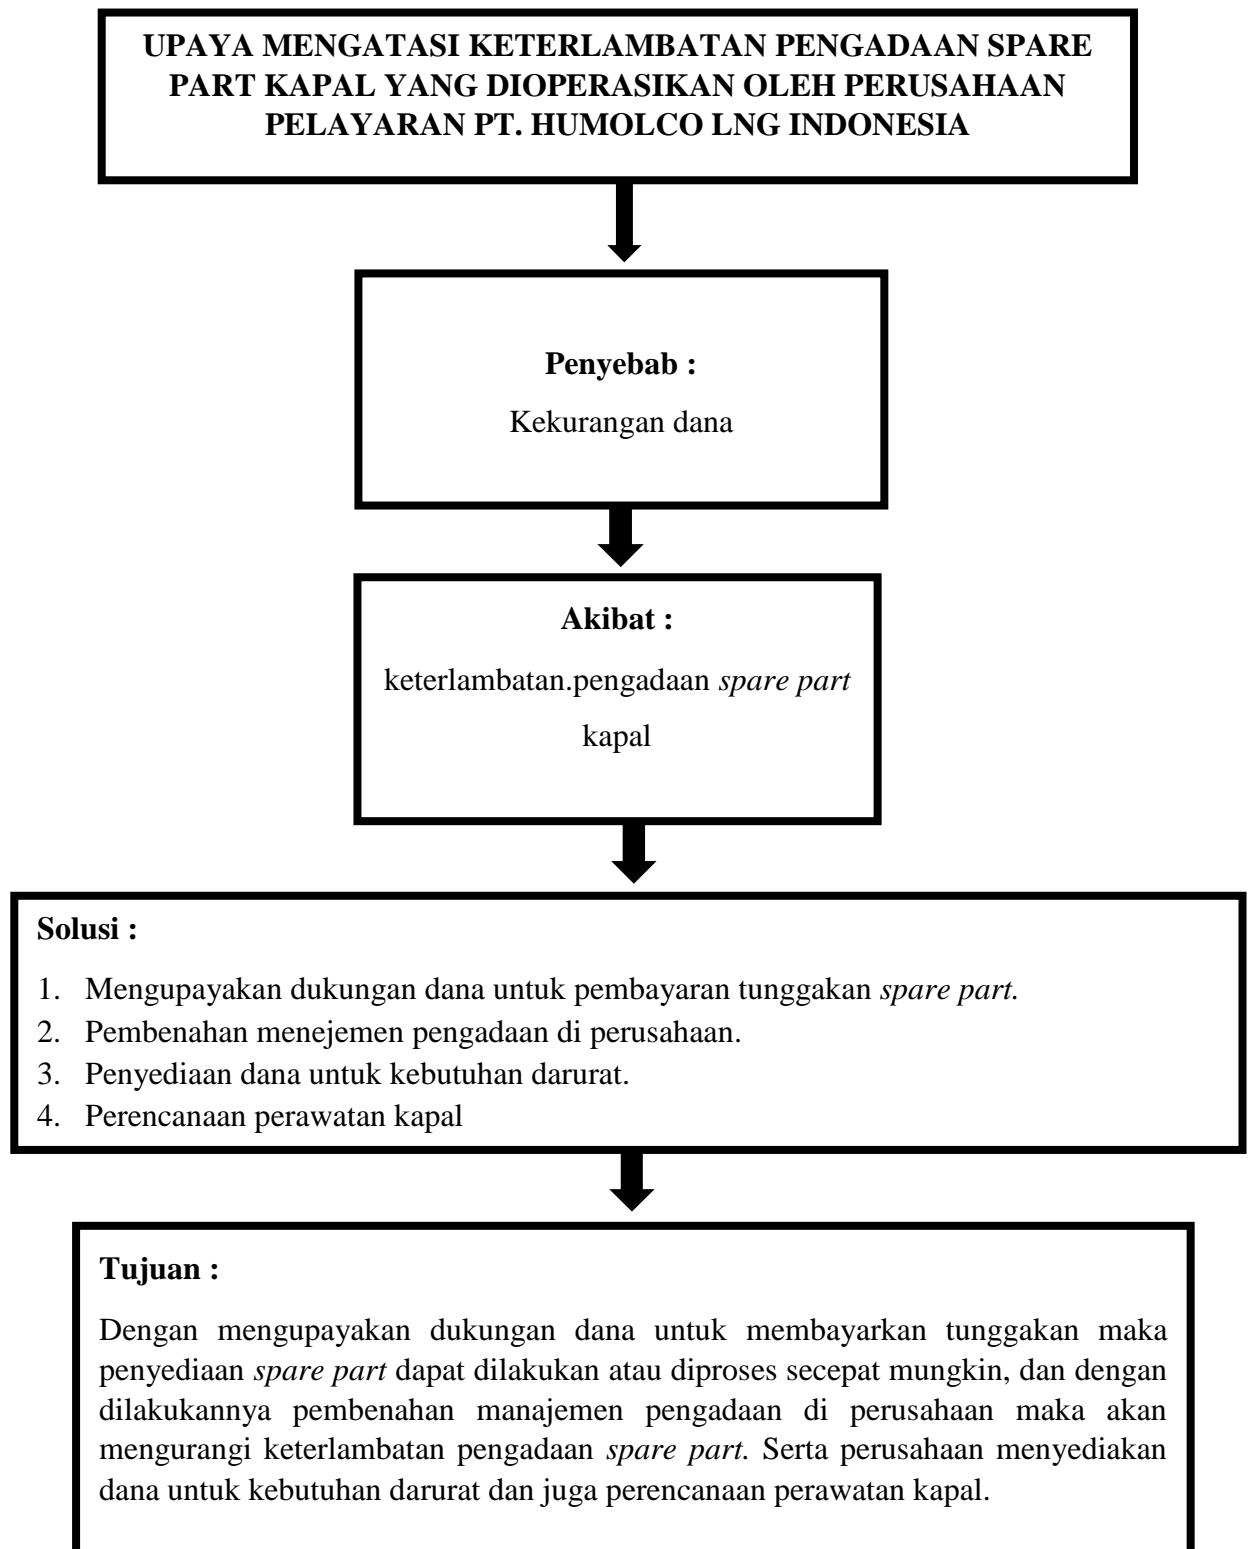 UPAYA MENGATASI KETERLAMBATAN PENGADAAN SPARE
PART KAPAL YANG DIOPERASIKAN OLEH PERUSAHAAN
PELAYARAN PT. HUMOLCO LNG INDONESIA
Penyebab :
Kekurangan dana
Akibat :
keterlambatan.pengadaan spare part
kapal
Solusi :
1. Mengupayakan dukungan dana untuk pembayaran tunggakan spare part.
2. Pembenahan menejemen pengadaan di perusahaan.
3. Penyediaan dana untuk kebutuhan darurat.
4. Perencanaan perawatan kapal
Tujuan :
Dengan mengupayakan dukungan dana untuk membayarkan tunggakan maka
penyediaan spare part dapat dilakukan atau diproses secepat mungkin, dan dengan
dilakukannya pembenahan manajemen pengadaan di perusahaan maka akan
mengurangi keterlambatan pengadaan spare part. Serta perusahaan menyediakan
dana untuk kebutuhan darurat dan juga perencanaan perawatan kapal.